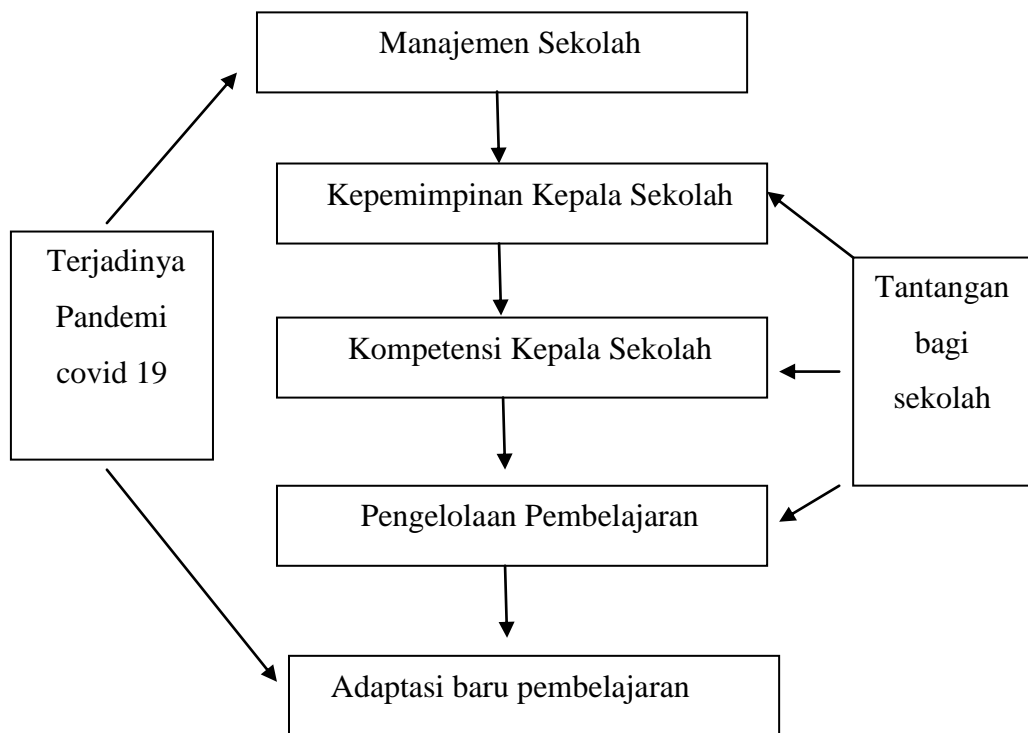 Manajemen Sekolah
Kepemimpinan Kepala Sekolah
Terjadinya
Pandemi
covid 19
Tantangan
bagi
sekolah
Kompetensi Kepala Sekolah
Pengelolaan Pembelajaran
Adaptasi baru pembelajaran